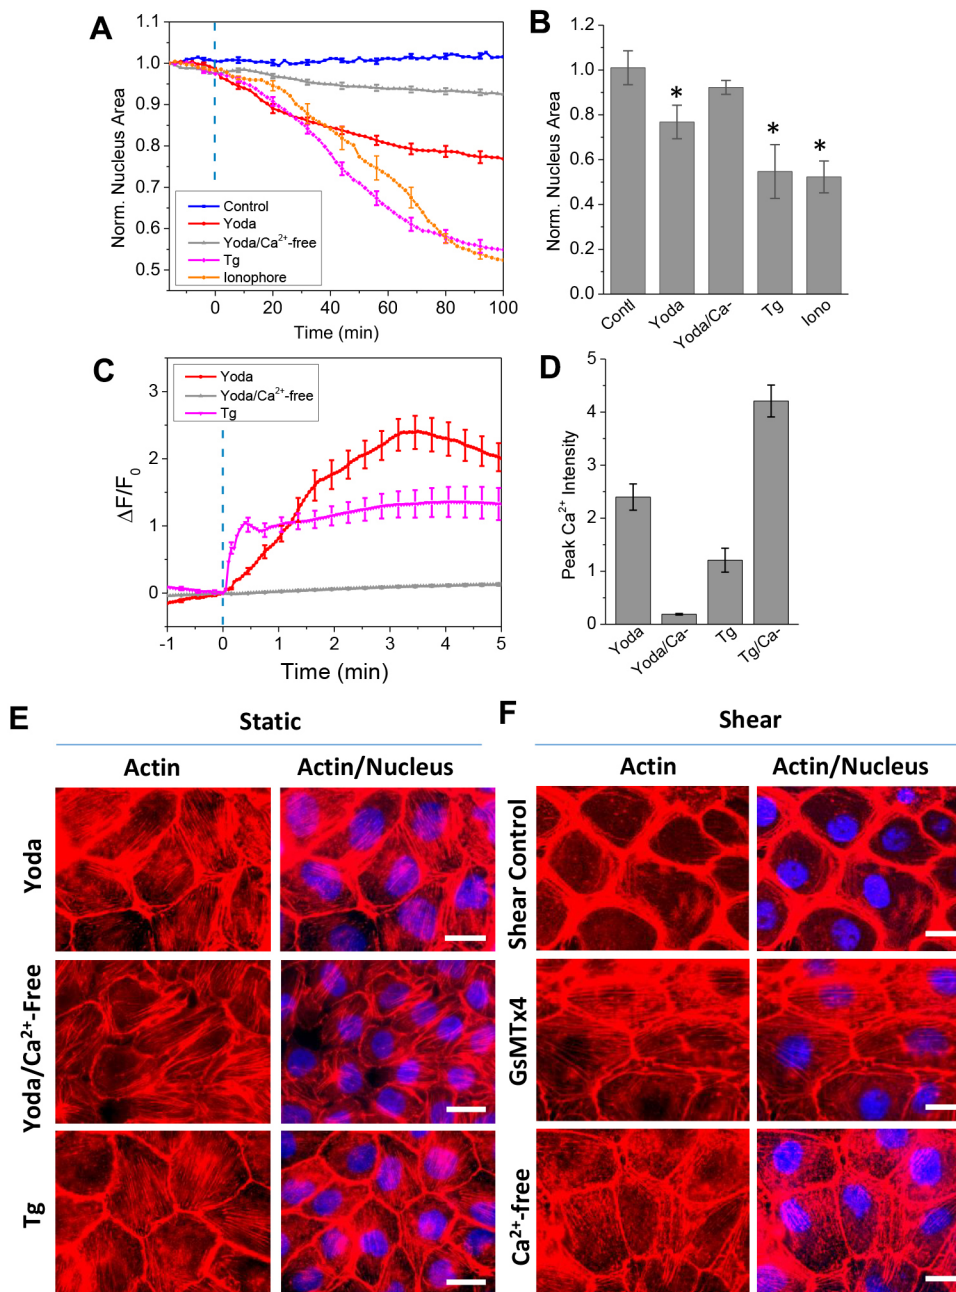 A
1.1
1.0
0.9
0.8
0.7
0.6
0.5
Norm. Nucleus Area
Control
Yoda
Yoda/Ca²⁺-free
Tg
Ionophore
0
20
40
60
80
100
Time (min)
B
1.2
1.0
0.8
0.6
0.4
0.2
0.0
Norm. Nucleus Area
*
*
*
Contl
Yoda
Yoda/Ca-
Tg
Iono
C
3
2
1
0
ΔF/F₀
Yoda
Yoda/Ca²⁺-free
Tg
-1
0
1
2
3
4
5
Time (min)
D
5
4
3
2
1
0
Peak Ca²⁺ Intensity
Yoda
Yoda/Ca-
Tg
Tg/Ca-
E
Static
Actin
Actin/Nucleus
Yoda
Yoda/Ca²⁺-Free
Tg
F
Shear
Actin
Actin/Nucleus
Shear Control
GsMTx4
Ca²⁺-free